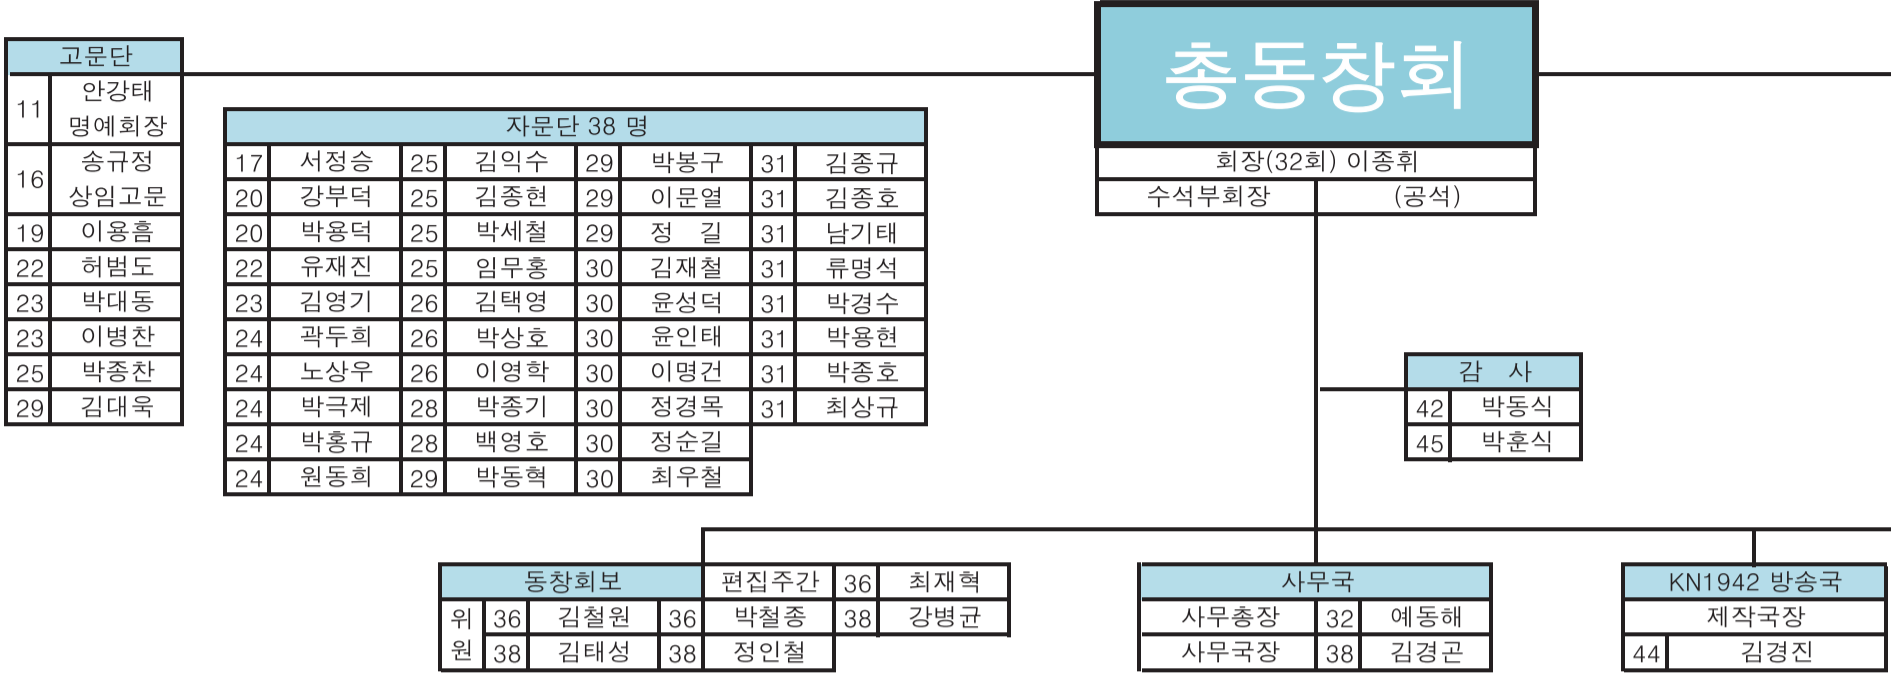 총동창회
회장(32회) 이종휘
수석부회장 (공석)
고문단
11 안강태
명예회장
16 송규정
상임고문
19 이용흠
22 허범도
23 박대동
23 이병찬
25 박종찬
29 김대욱
자문단 38 명
17 서정승 25 김익수 29 박봉구 31 김종규
20 강부덕 25 김종현 29 이문열 31 김종호
20 박용덕 25 박세철 29 정 길 31 남기태
22 유재진 25 임무홍 30 김재철 31 류명석
23 김영기 26 김택영 30 윤성덕 31 박경수
24 곽두희 26 박상호 30 윤인태 31 박용현
24 노상우 26 이영학 30 이명건 31 박종호
24 박극제 28 박종기 30 정경목 31 최상규
24 박홍규 28 백영호 30 정순길
24 원동희 29 박동혁 30 최우철
감 사
42 박동식
45 박훈식
동창회보 편집주간 36 최재혁
위원 36 김철원 36 박철종 38 강병균
38 김태성 38 정인철
사무국
사무총장 32 예동해
사무국장 38 김경곤
KN1942 방송국
제작국장
44 김경진